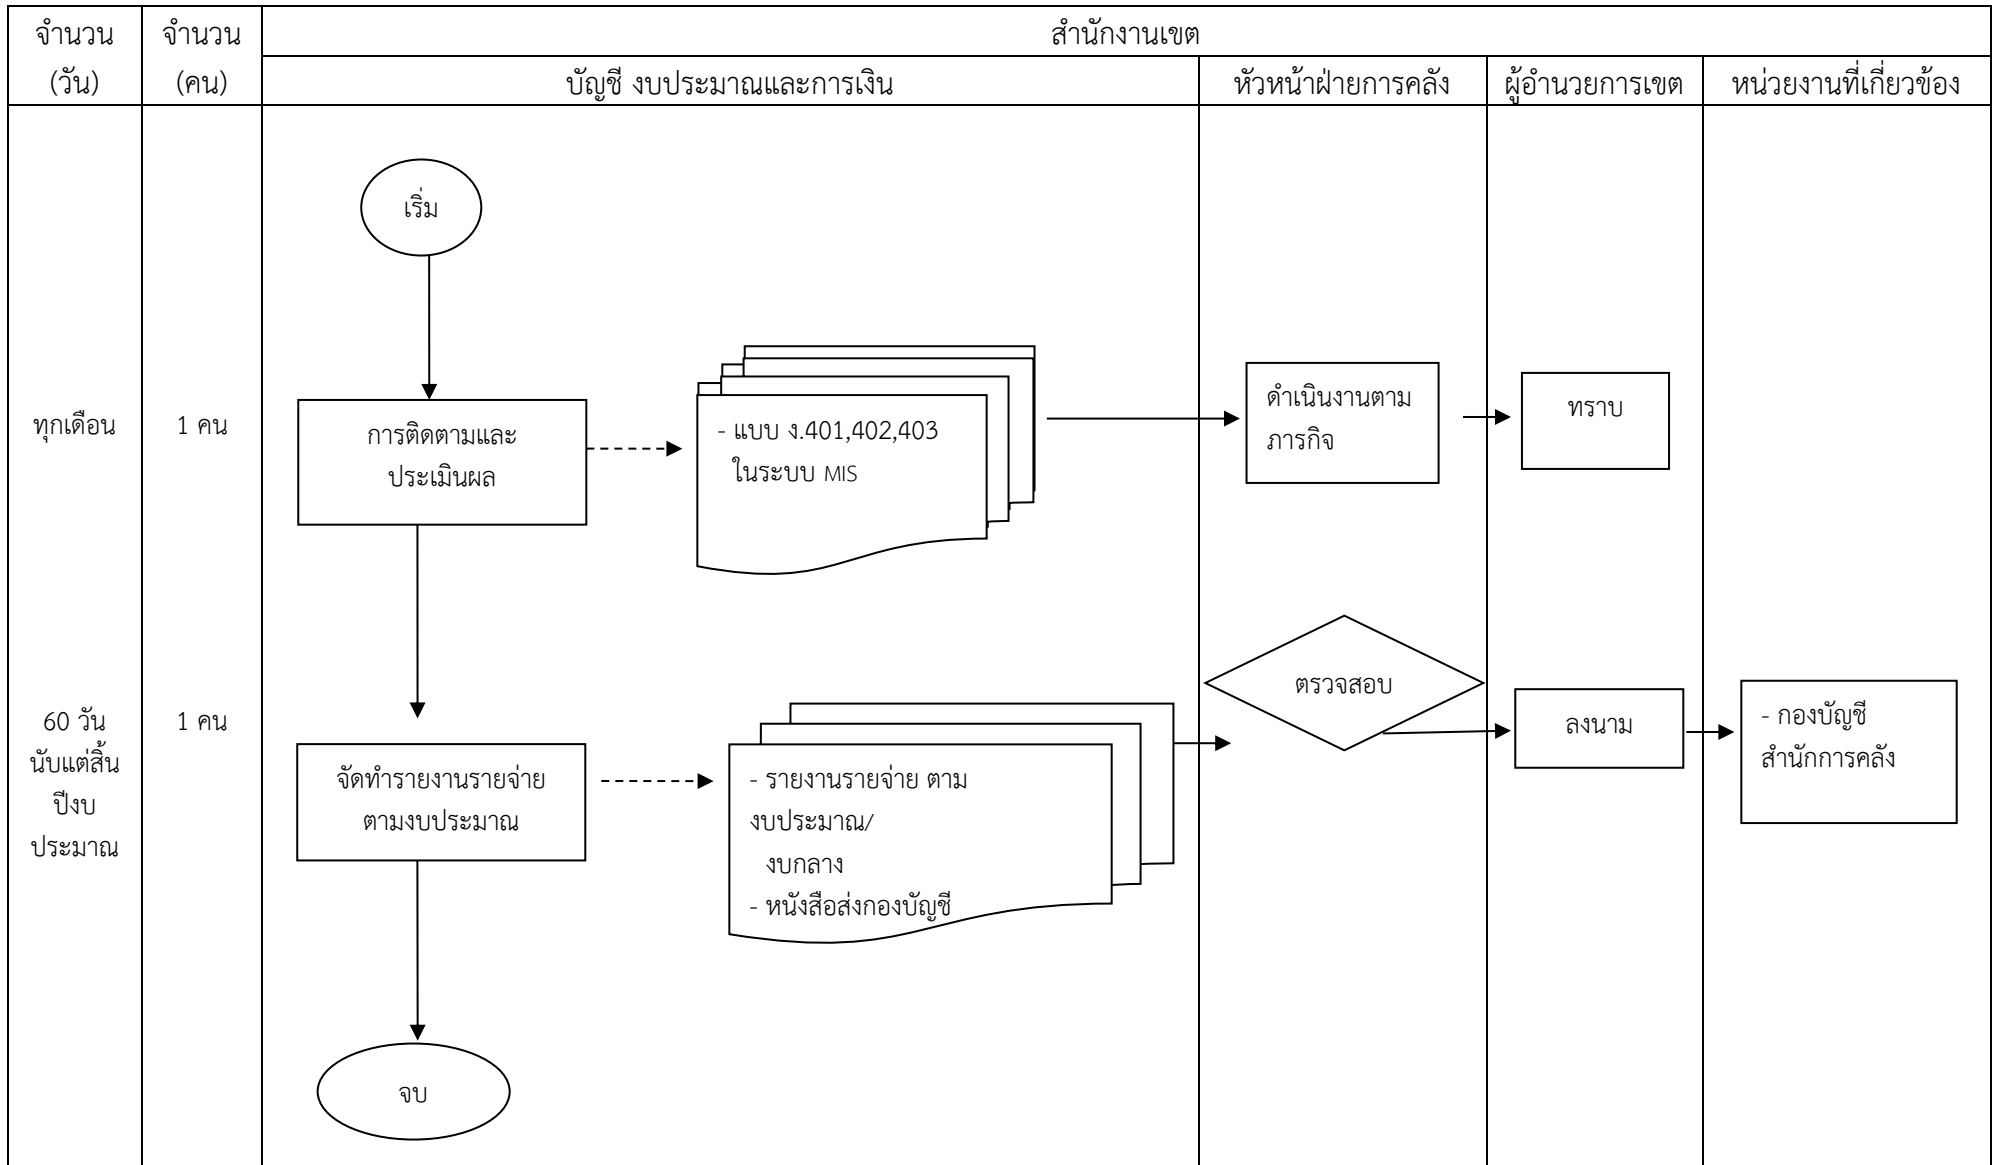 จำนวน
(วัน)
จำนวน
(คน)
สำนักงานเขต
บัญชี งบประมาณและการเงิน
หัวหน้าฝ่ายการคลัง
ผู้อำนวยการเขต
หน่วยงานที่เกี่ยวข้อง
เริ่ม
ทุกเดือน
1 คน
การติดตามและ
ประเมินผล
- แบบ ง.401,402,403
ในระบบ MIS
ดำเนินงานตาม
ภารกิจ
ทราบ
60 วัน
นับแต่สิ้น
ปีงบ
ประมาณ
1 คน
จัดทำรายงานรายจ่าย
ตามงบประมาณ
- รายงานรายจ่าย ตาม
งบประมาณ/
งบกลาง
- หนังสือส่งกองบัญชี
ตรวจสอบ
ลงนาม
- กองบัญชี
สำนักการคลัง
จบ